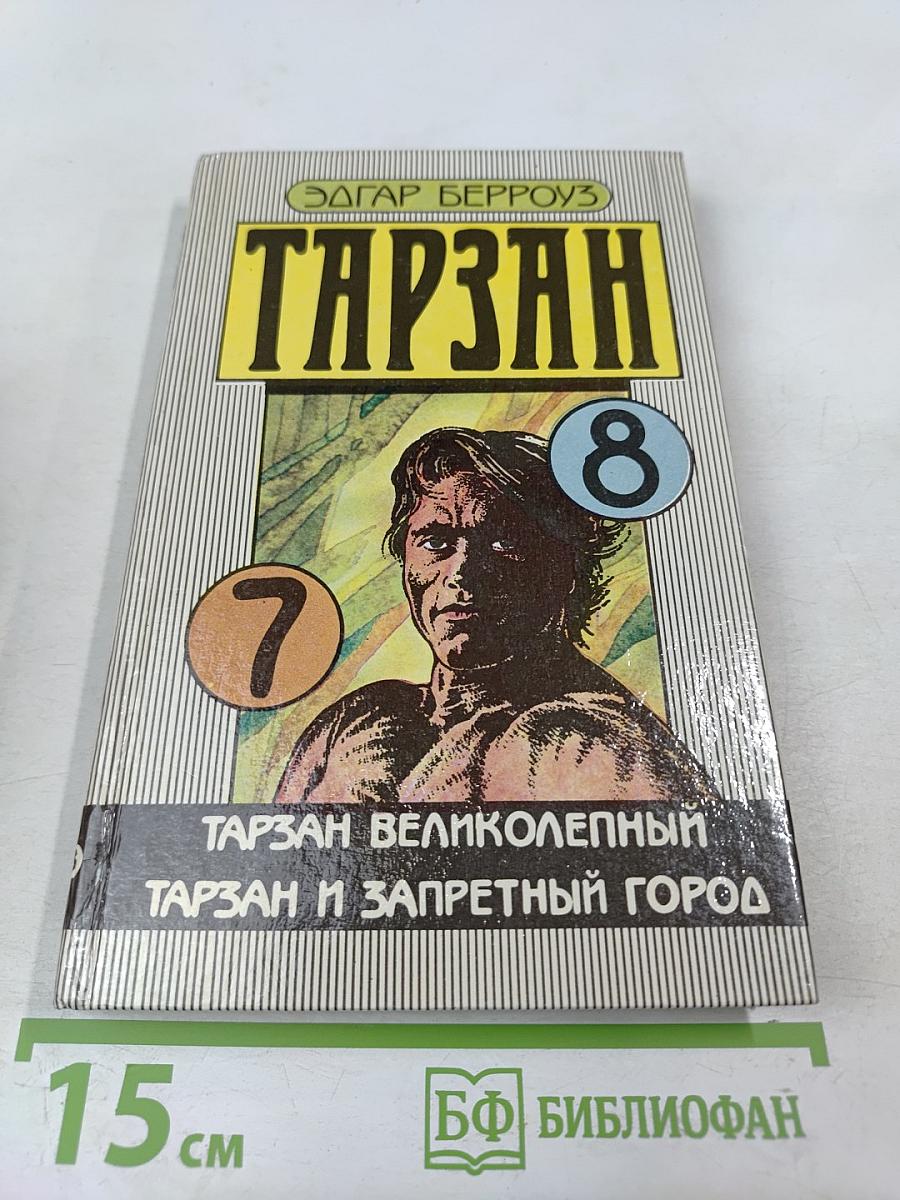 ЭДГАР БЕРРОУЗ
ТАРЗАН
8
7
ТАРЗАН ВЕЛИКОЛЕПНЫЙ
ТАРЗАН И ЗАПРЕТНЫЙ ГОРОД
15 см
БФ БИБЛИОФАН